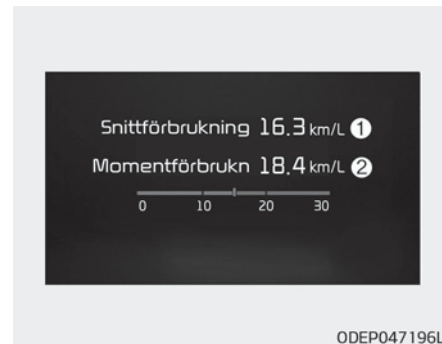 Snittförbrukning 16.3 km/L ①
Momentförbrukn 18.4 km/L ②
0 10 20 30
ODEP047196L